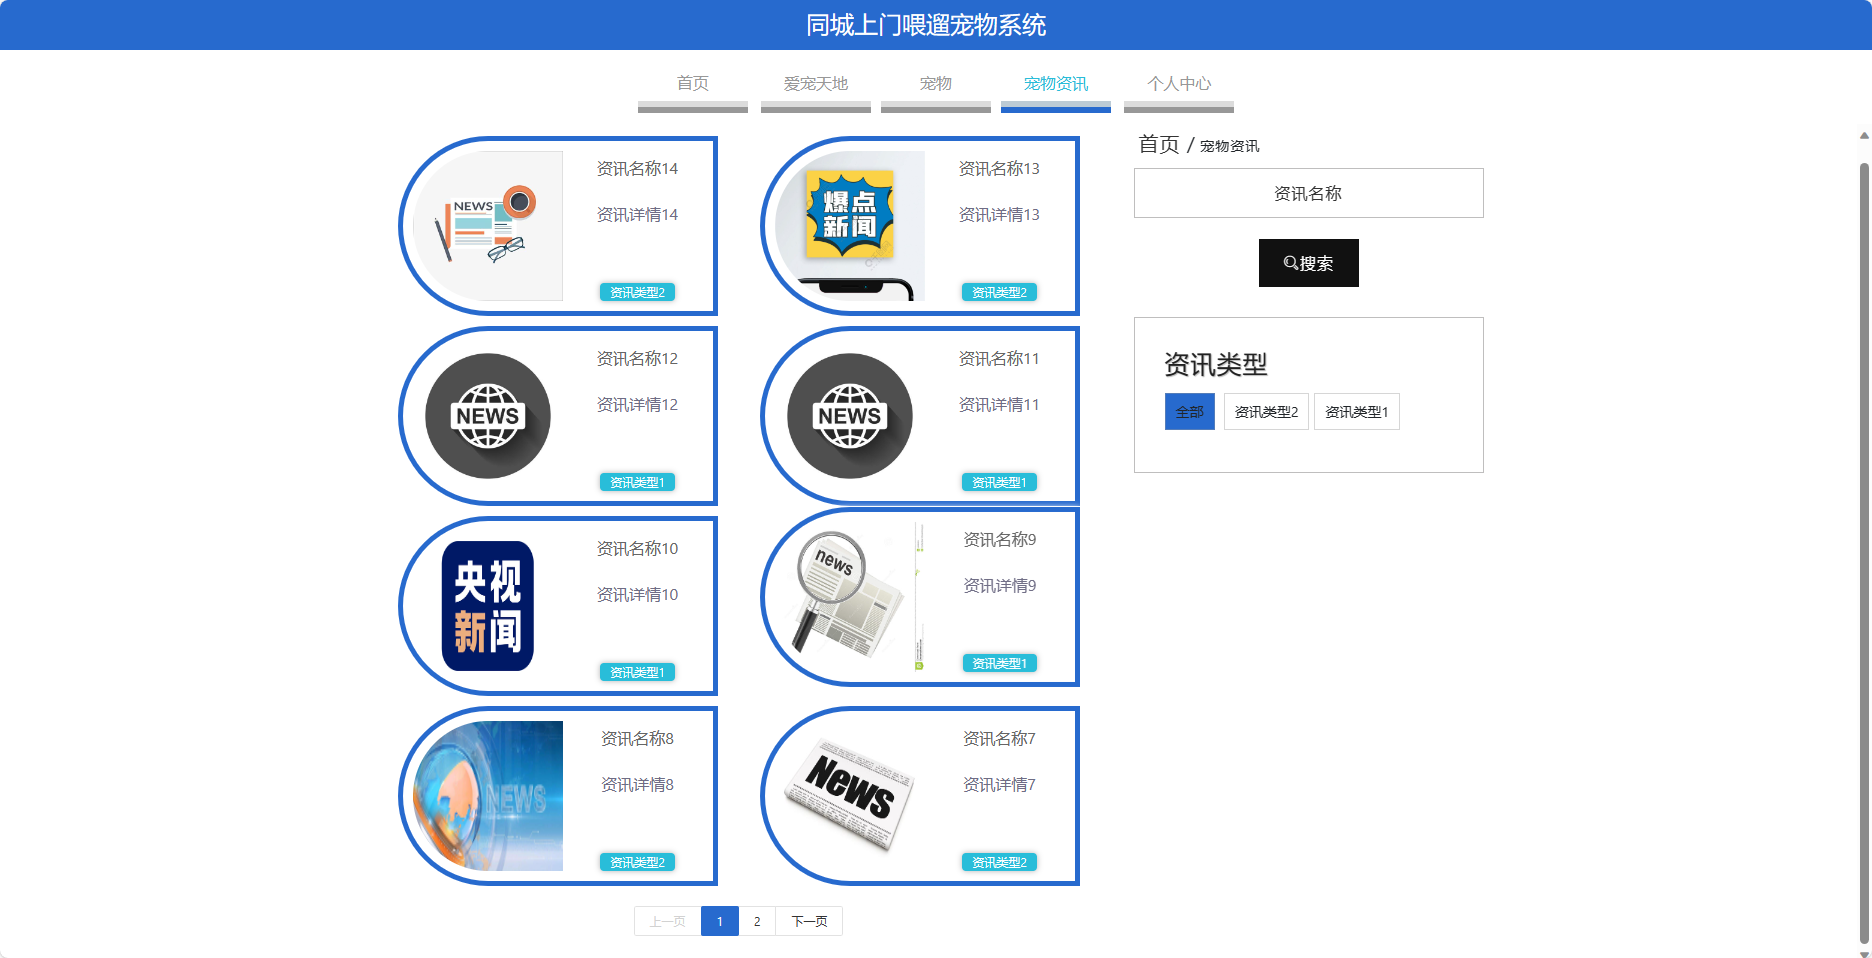 同城上门喂遛宠物系统
首页
爱宠天地
宠物
宠物资讯
个人中心
首页 / 宠物资讯
资讯名称
搜索
资讯类型
全部
资讯类型2
资讯类型1
NEWS
资讯名称14
资讯详情14
资讯类型2
爆点
新闻
资讯名称13
资讯详情13
资讯类型2
NEWS
资讯名称12
资讯详情12
资讯类型1
NEWS
资讯名称11
资讯详情11
资讯类型1
央视
新闻
资讯名称10
资讯详情10
资讯类型1
news
资讯名称9
资讯详情9
资讯类型1
NEWS
资讯名称8
资讯详情8
资讯类型2
News
资讯名称7
资讯详情7
资讯类型2
上一页
1
2
下一页